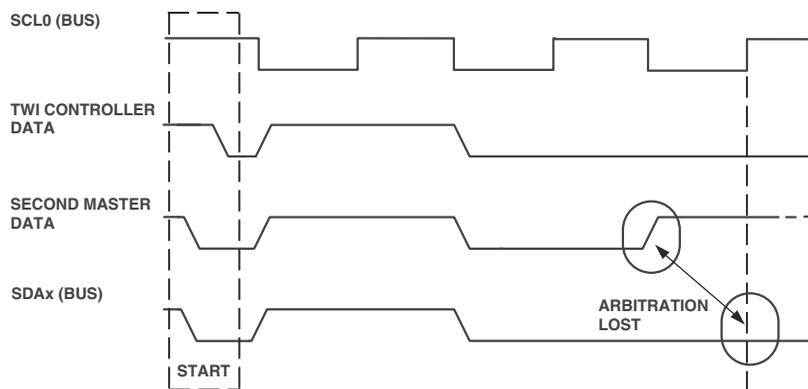 SCL0 (BUS)
TWI CONTROLLER
DATA
SECOND MASTER
DATA
SDAx (BUS)
ARBITRATION
LOST
START